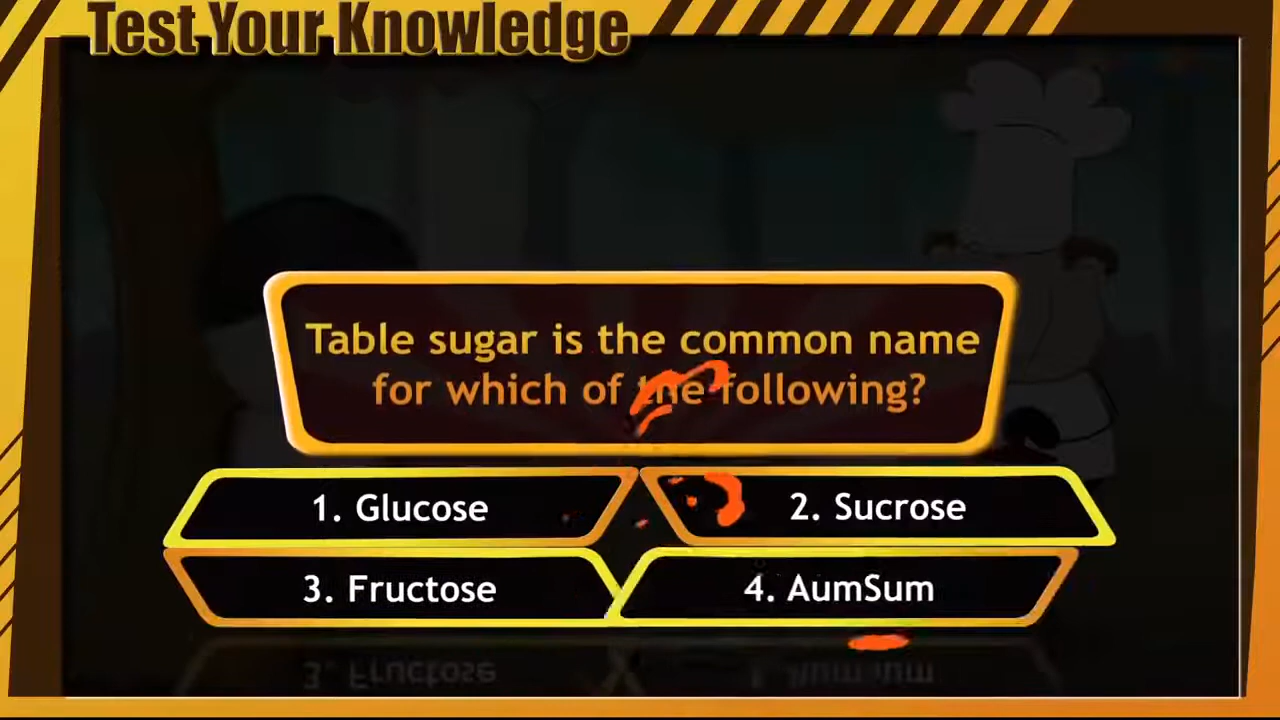 Test Your Knowledge
Table sugar is the common name
for which of the following?
1. Glucose
2. Sucrose
3. Fructose
4. AumSum